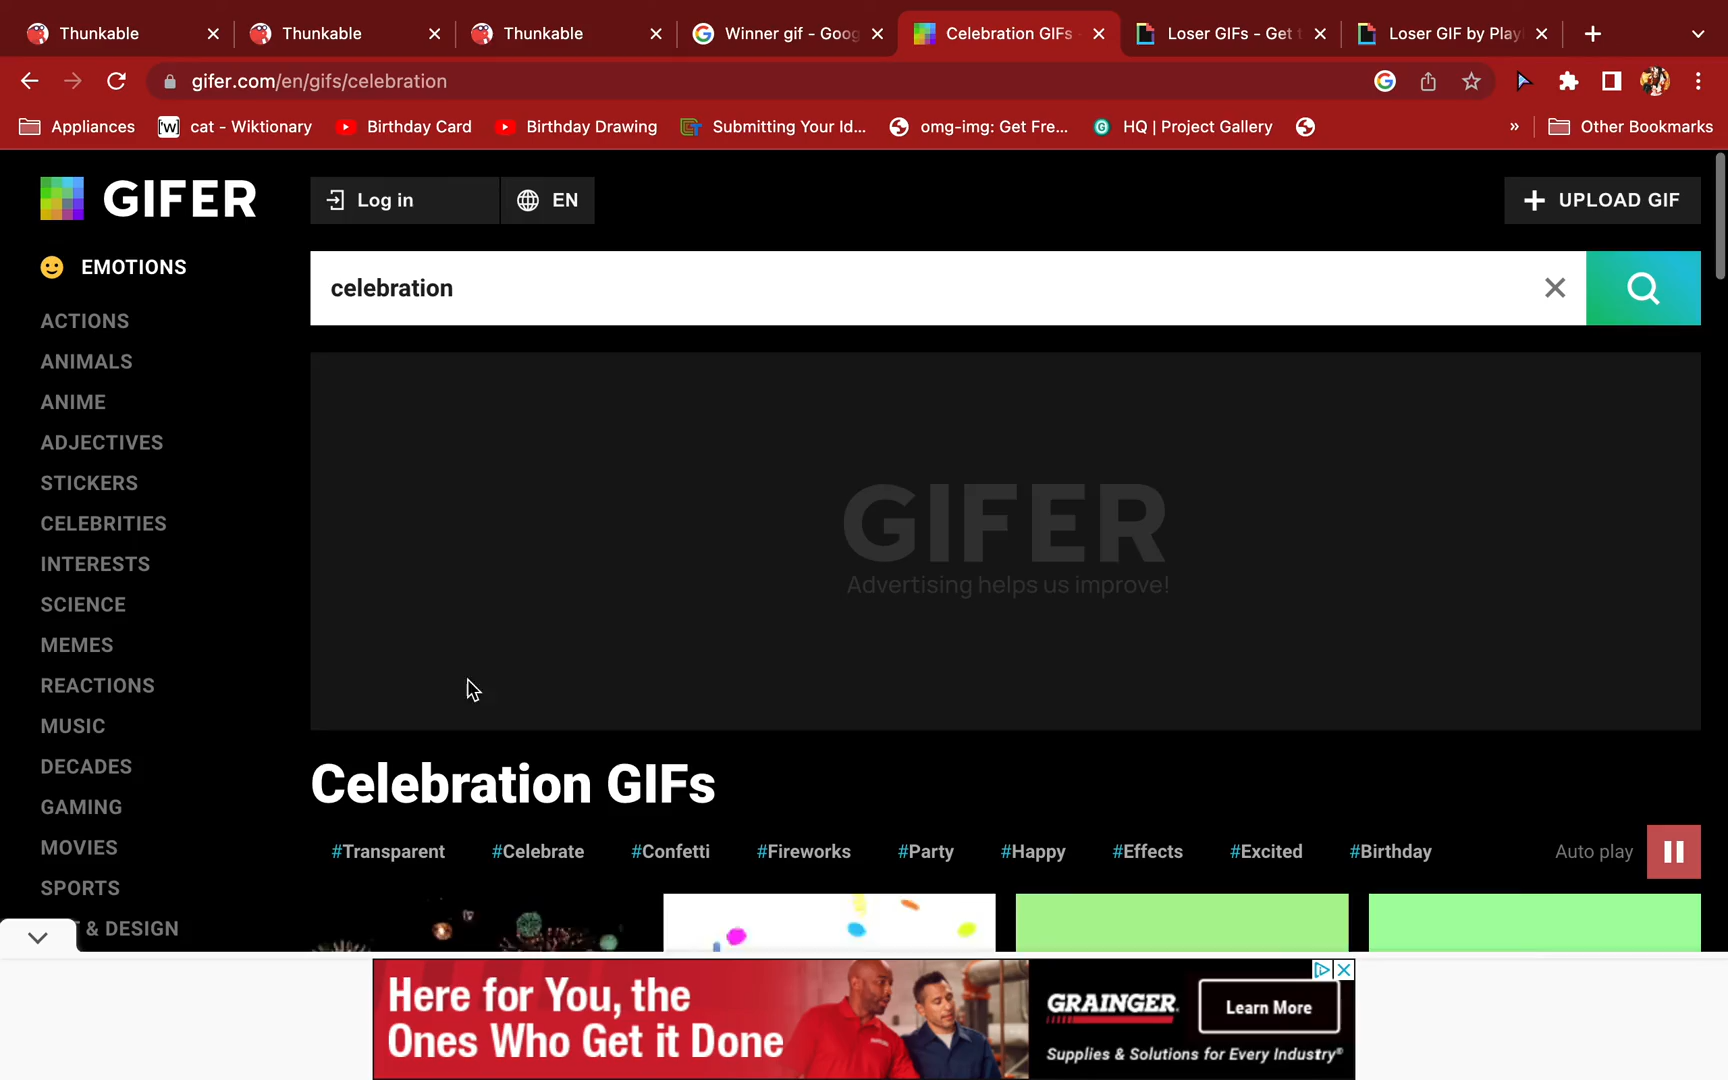 Thunkable
Thunkable
Thunkable
Winner gif - Goog
Celebration GIFs -
Loser GIFs - Get t
Loser GIF by Playl
gifer.com/en/gifs/celebration
Appliances
cat - Wiktionary
Birthday Card
Birthday Drawing
Submitting Your Id...
omg-img: Get Fre...
HQ | Project Gallery
»
Other Bookmarks
GIFER
Log in
EN
UPLOAD GIF
EMOTIONS
ACTIONS
ANIMALS
ANIME
ADJECTIVES
STICKERS
CELEBRITIES
INTERESTS
SCIENCE
MEMES
REACTIONS
MUSIC
DECADES
GAMING
MOVIES
SPORTS
& DESIGN
celebration
GIFER
Advertising helps us improve!
Celebration GIFs
#Transparent
#Celebrate
#Confetti
#Fireworks
#Party
#Happy
#Effects
#Excited
#Birthday
Auto play
Here for You, the
Ones Who Get it Done
GRAINGER
Learn More
Supplies & Solutions for Every Industry®